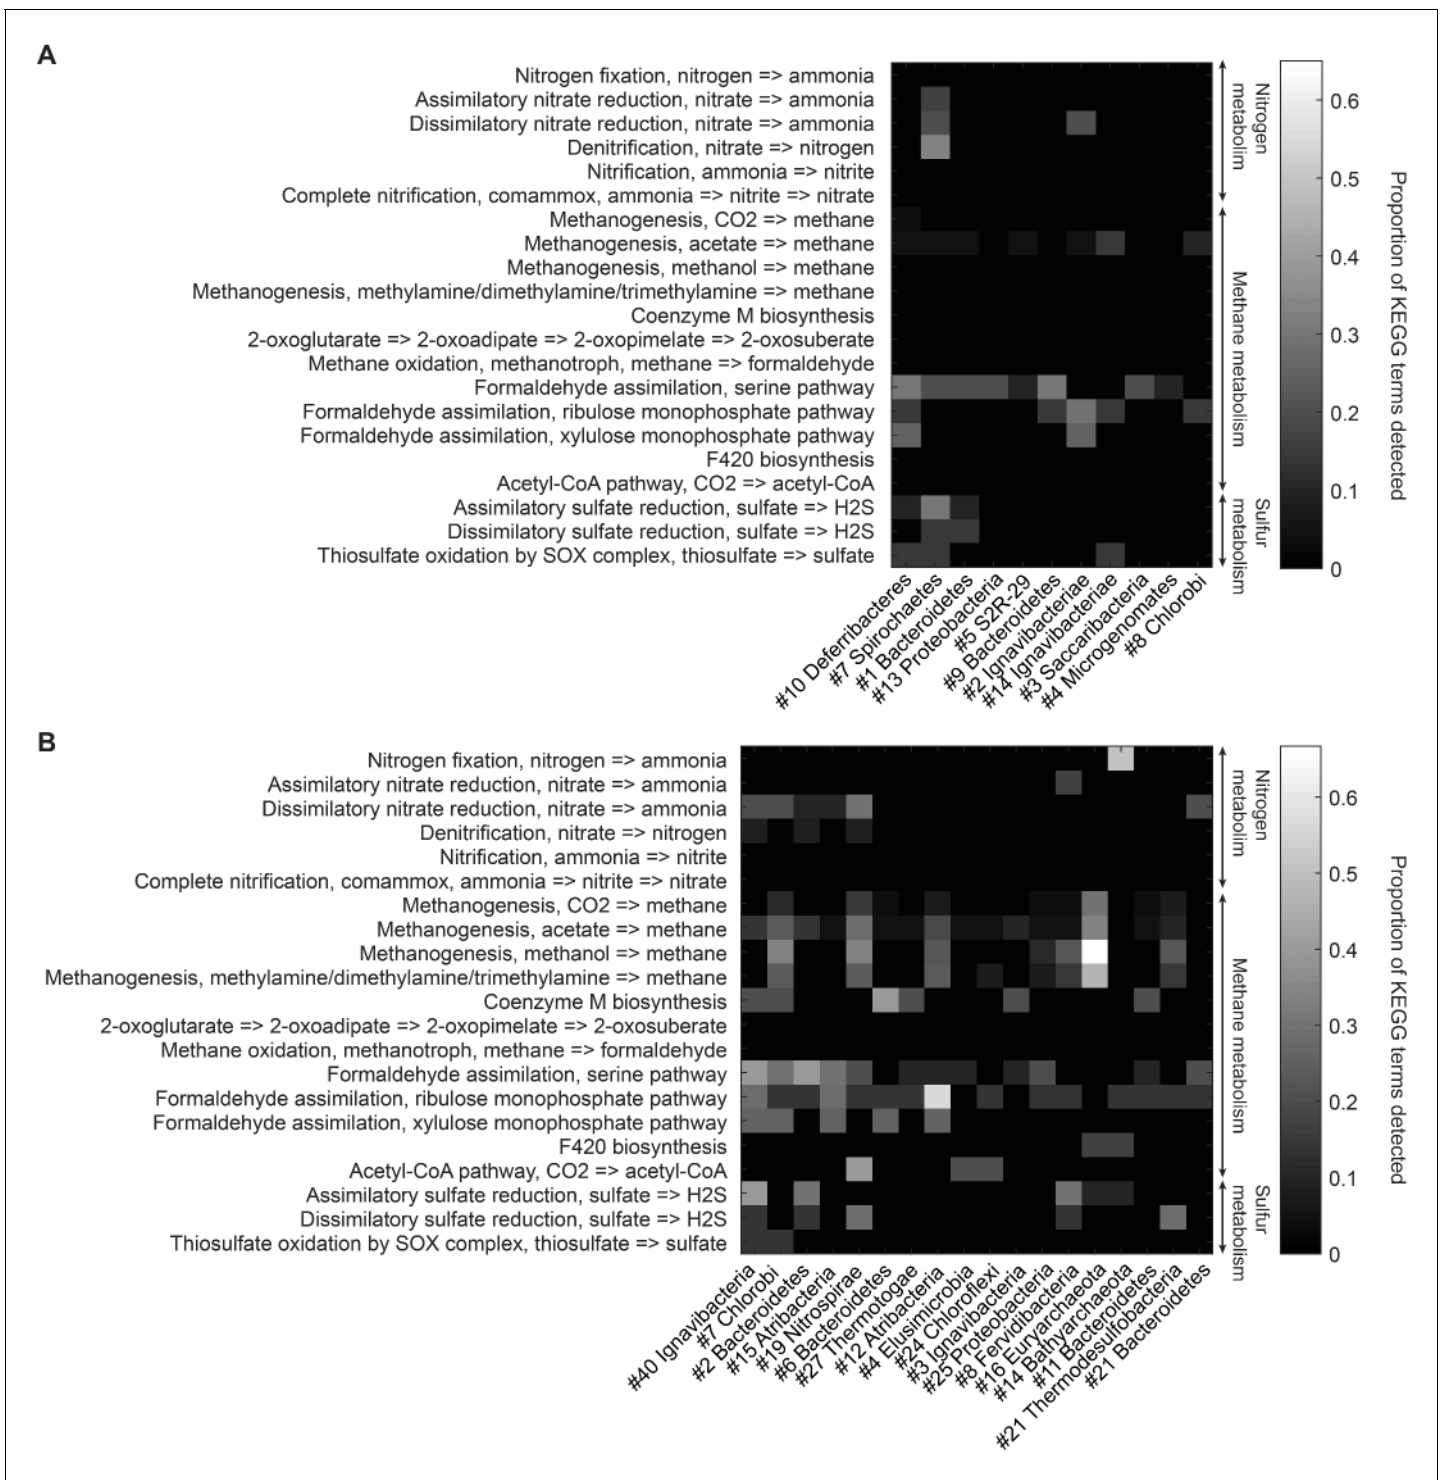 A
Nitrogen fixation, nitrogen => ammonia
Assimilatory nitrate reduction, nitrate => ammonia
Dissimilatory nitrate reduction, nitrate => ammonia
Denitrification, nitrate => nitrogen
Nitrification, ammonia => nitrite
Complete nitrification, comammox, ammonia => nitrite => nitrate
Methanogenesis, CO2 => methane
Methanogenesis, acetate => methane
Methanogenesis, methanol => methane
Methanogenesis, methylamine/dimethylamine/trimethylamine => methane
Coenzyme M biosynthesis
2-oxoglutarate => 2-oxoadipate => 2-oxopimelate => 2-oxosuberate
Methane oxidation, methanotroph, methane => formaldehyde
Formaldehyde assimilation, serine pathway
Formaldehyde assimilation, ribulose monophosphate pathway
Formaldehyde assimilation, xylulose monophosphate pathway
F420 biosynthesis
Acetyl-CoA pathway, CO2 => acetyl-CoA
Assimilatory sulfate reduction, sulfate => H2S
Dissimilatory sulfate reduction, sulfate => H2S
Thiosulfate oxidation by SOX complex, thiosulfate => sulfate
Nitrogen
metabolim
Methane metabolism
Sulfur
metabolism
0.6
0.5
0.4
0.3
0.2
0.1
0
Proportion of KEGG terms detected
#10 Deferribacteres
#7 Spirochaetes
#1 Bacteroidetes
#13 Proteobacteria
#5 S2R-29
#9 Bacteroidetes
#2 Ignavibacteriae
#14 Ignavibacteriae
#3 Saccaribacteria
#4 Microgenomates
#8 Chlorobi
B
Nitrogen fixation, nitrogen => ammonia
Assimilatory nitrate reduction, nitrate => ammonia
Dissimilatory nitrate reduction, nitrate => ammonia
Denitrification, nitrate => nitrogen
Nitrification, ammonia => nitrite
Complete nitrification, comammox, ammonia => nitrite => nitrate
Methanogenesis, CO2 => methane
Methanogenesis, acetate => methane
Methanogenesis, methanol => methane
Methanogenesis, methylamine/dimethylamine/trimethylamine => methane
Coenzyme M biosynthesis
2-oxoglutarate => 2-oxoadipate => 2-oxopimelate => 2-oxosuberate
Methane oxidation, methanotroph, methane => formaldehyde
Formaldehyde assimilation, serine pathway
Formaldehyde assimilation, ribulose monophosphate pathway
Formaldehyde assimilation, xylulose monophosphate pathway
F420 biosynthesis
Acetyl-CoA pathway, CO2 => acetyl-CoA
Assimilatory sulfate reduction, sulfate => H2S
Dissimilatory sulfate reduction, sulfate => H2S
Thiosulfate oxidation by SOX complex, thiosulfate => sulfate
Nitrogen
metabolim
Methane metabolism
Sulfur
metabolism
0.6
0.5
0.4
0.3
0.2
0.1
0
Proportion of KEGG terms detected
#40 Ignavibacteria
#7 Chlorobi
#2 Bacteroidetes
#15 Atribacteria
#19 Nitrospirae
#6 Bacteroidetes
#27 Thermotogae
#12 Atribacteria
#4 Elusimicrobia
#24 Chloroflexi
#3 Ignavibacteria
#25 Proteobacteria
#8 Fervidibacteria
#16 Euryarchaeota
#14 Bathyarchaeota
#11 Bacteroidetes
#21 Thermodesulfobacteria
#21 Bacteroidetes